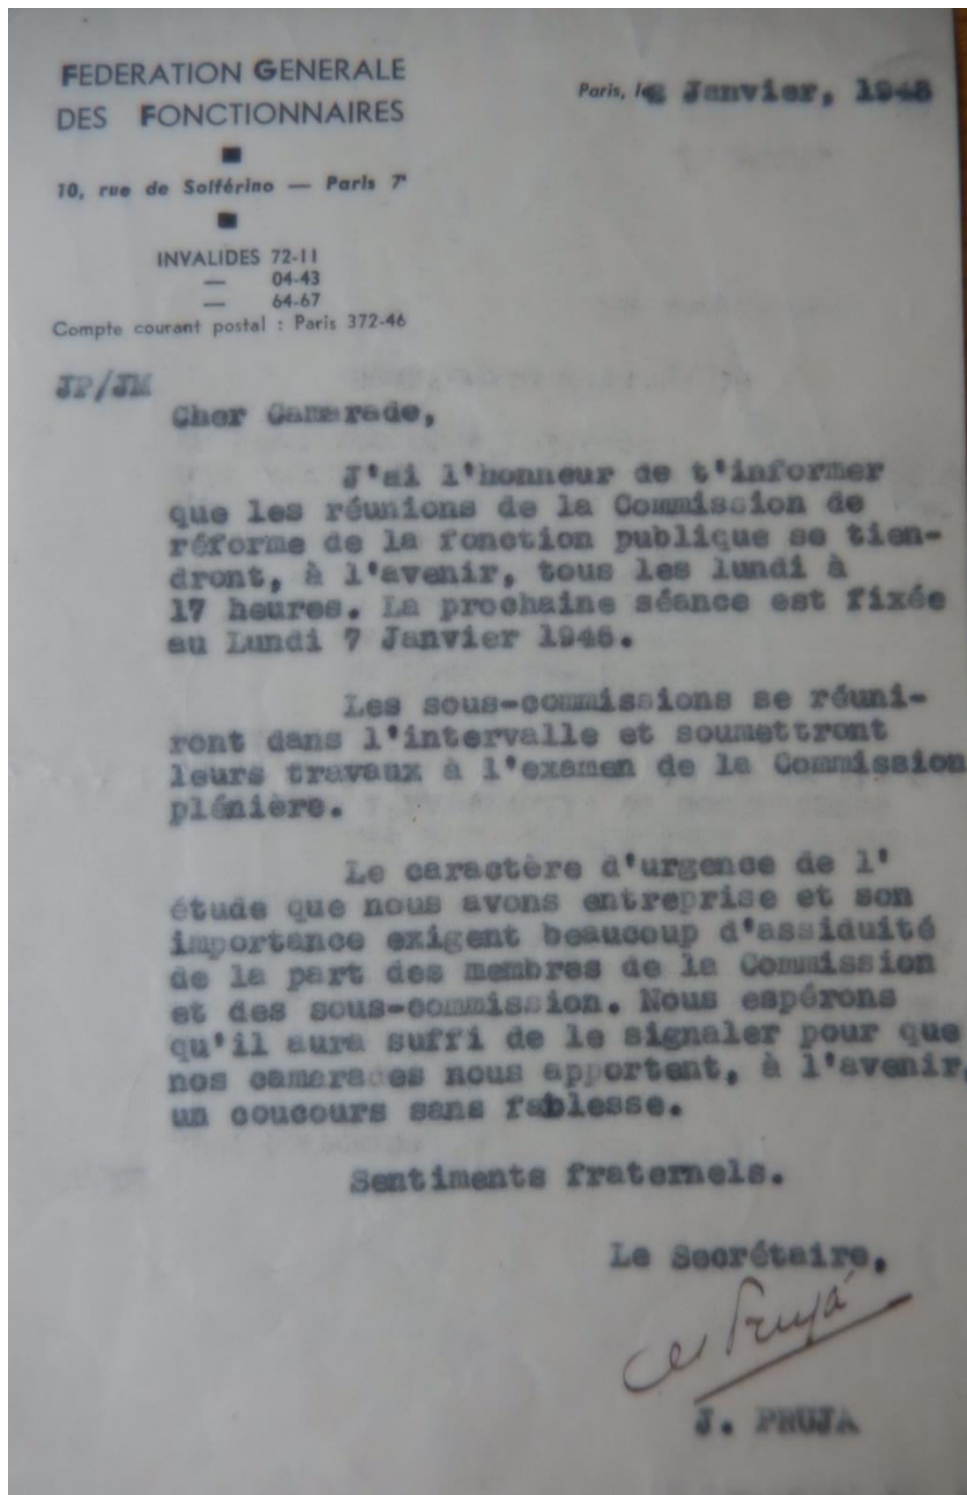 FEDERATION GENERALE
DES FONCTIONNAIRES
10, rue de Solférino — Paris 7e
INVALIDES 72-11
— 04-43
— 64-67
Compte courant postal : Paris 372-46
Paris, le Janvier, 1946
JP/JM
Cher Camarade,
J'ai l'honneur de t'informer
que les réunions de la Commission de
réforme de la fonction publique se tien-
dront, à l'avenir, tous les lundi à
17 heures. La prochaine séance est fixée
au Lundi 7 Janvier 1946.
Les sous-commissions se réuni-
ront dans l'intervalle et soumettront
leurs travaux à l'examen de la Commission
plénière.
Le caractère d'urgence de l'
étude que nous avons entreprise et son
importance exigent beaucoup d'assiduité
de la part des membres de la Commission
et des sous-commission. Nous espérons
qu'il aura suffi de le signaler pour que
nos camarades nous apportent, à l'avenir,
un coucours sans fablesse.
Sentiments fraternels.
Le Secrétaire,
Pruja
J. PRUJA